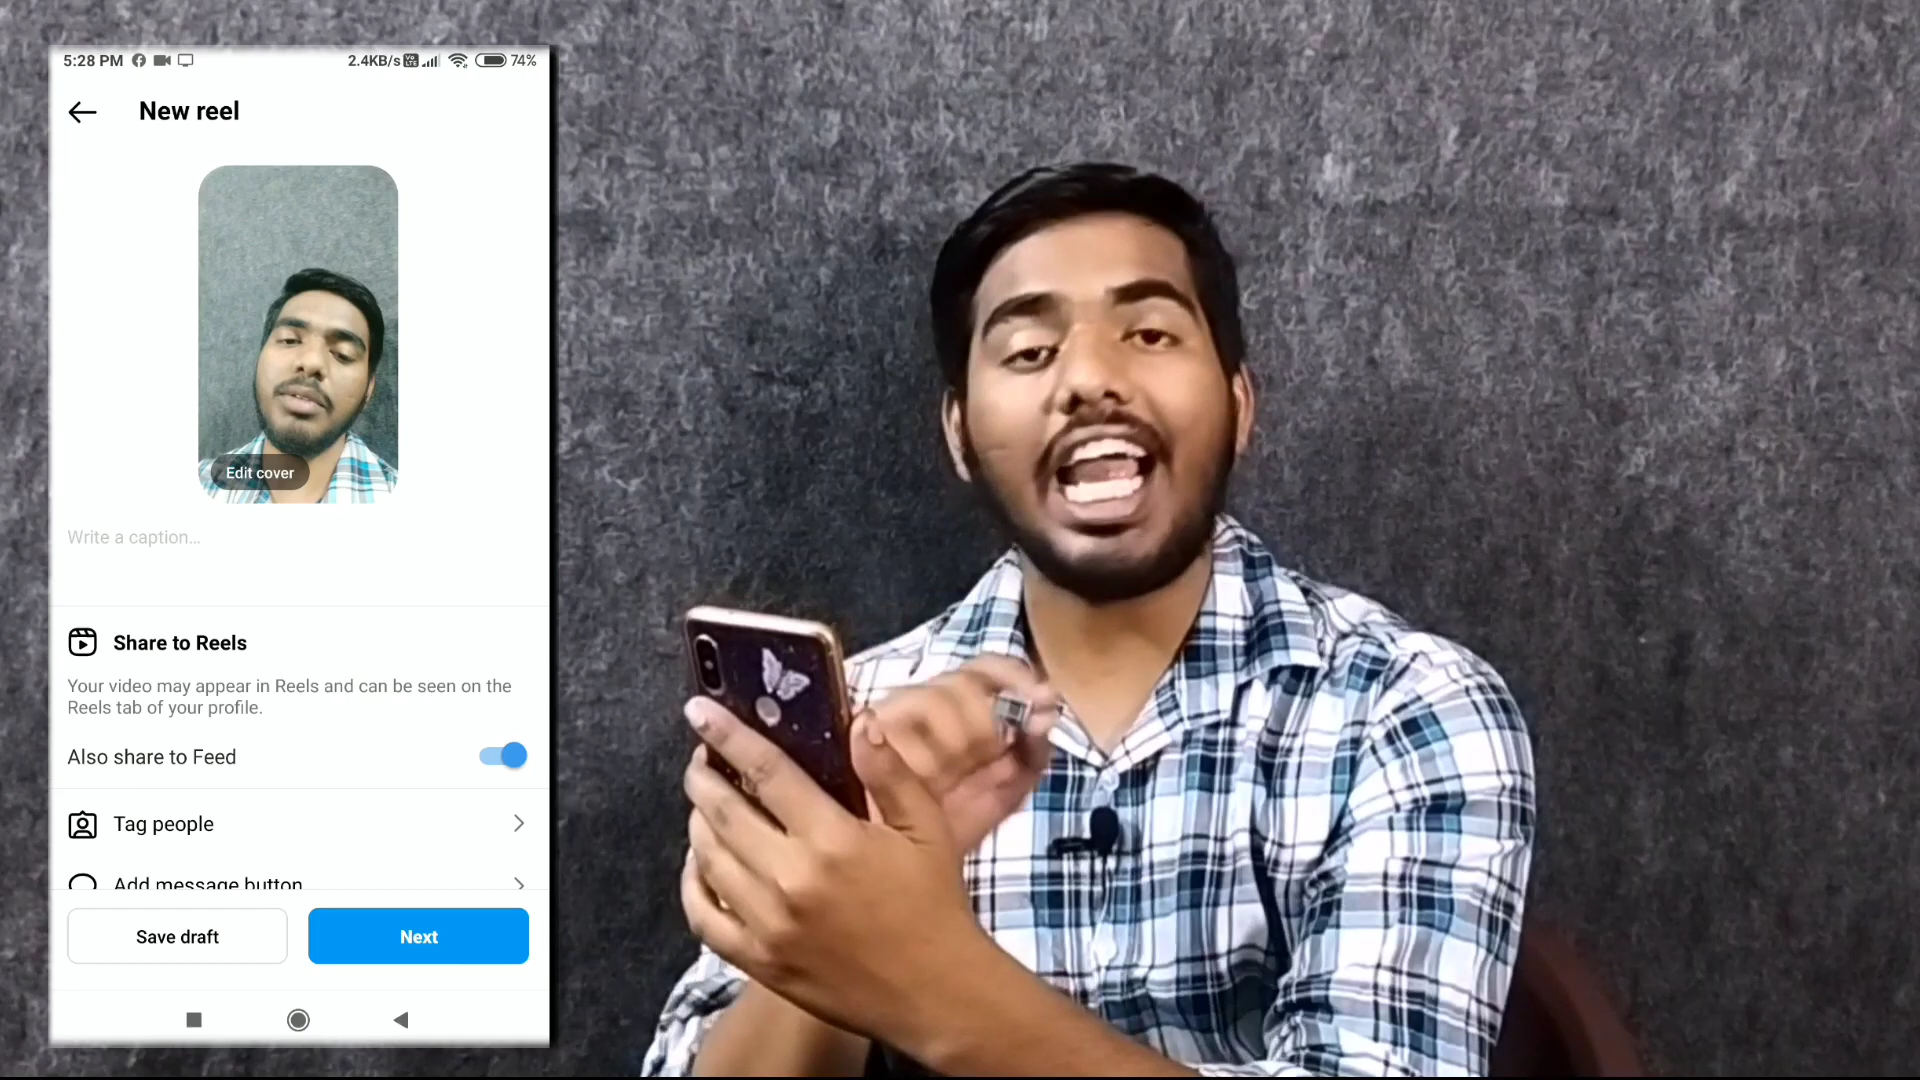 5:28 PM 2.4KB/s Vo LTE 74%
New reel
Edit cover
Write a caption...
Share to Reels
Your video may appear in Reels and can be seen on the
Reels tab of your profile.
Also share to Feed
Tag people
Add message button
Save draft Next